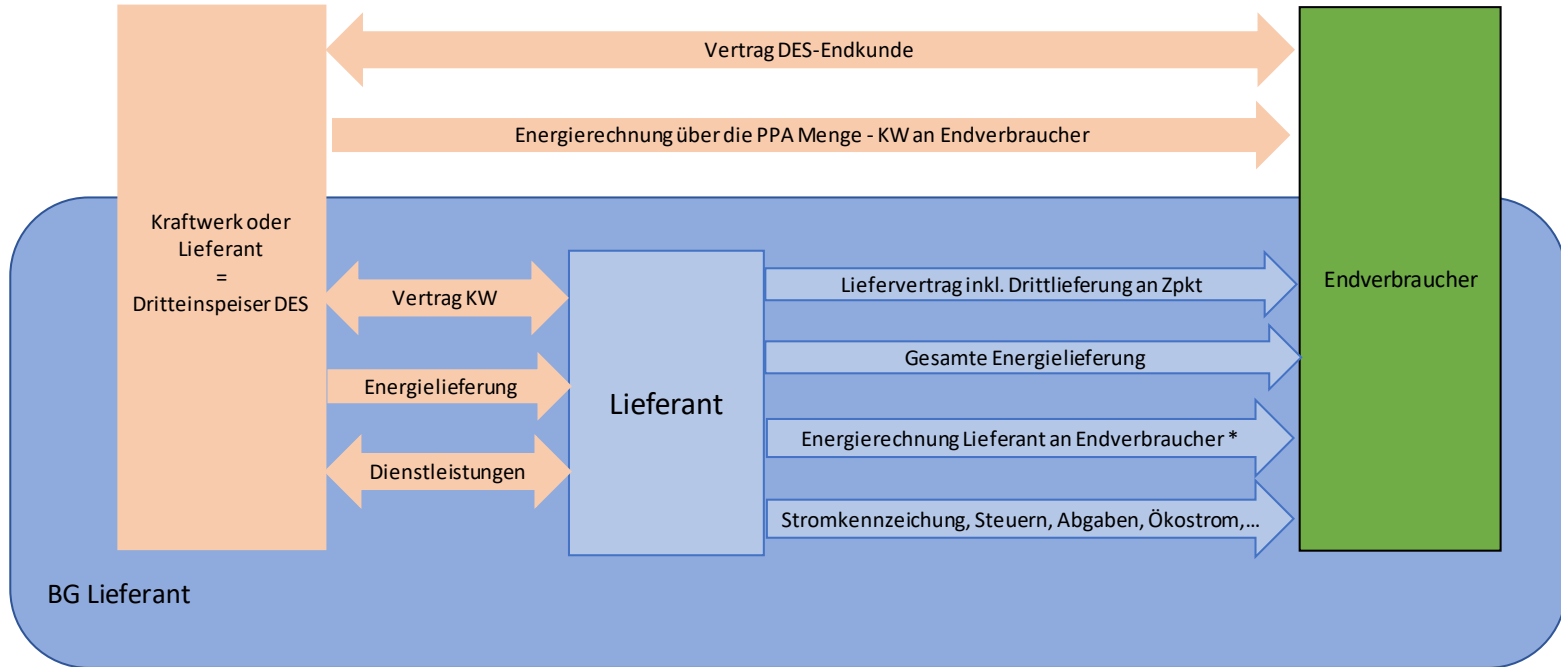 Vertrag DES-Endkunde
Energierechnung über die PPA Menge - KW an Endverbraucher
Kraftwerk oder
Lieferant
=
Dritteinspeiser DES
Vertrag KW
Energielieferung
Dienstleistungen
Lieferant
Liefervertrag inkl. Drittlieferung an Zpkt
Gesamte Energielieferung
Energierechnung Lieferant an Endverbraucher *
Stromkennzeichung, Steuern, Abgaben, Ökostrom,...
Endverbraucher
BG Lieferant